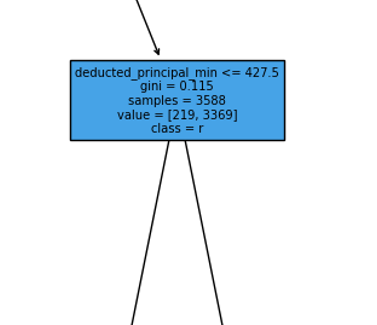 deducted_principal_min <= 427.5
gini = 0.115
samples = 3588
value = [219, 3369]
class = r